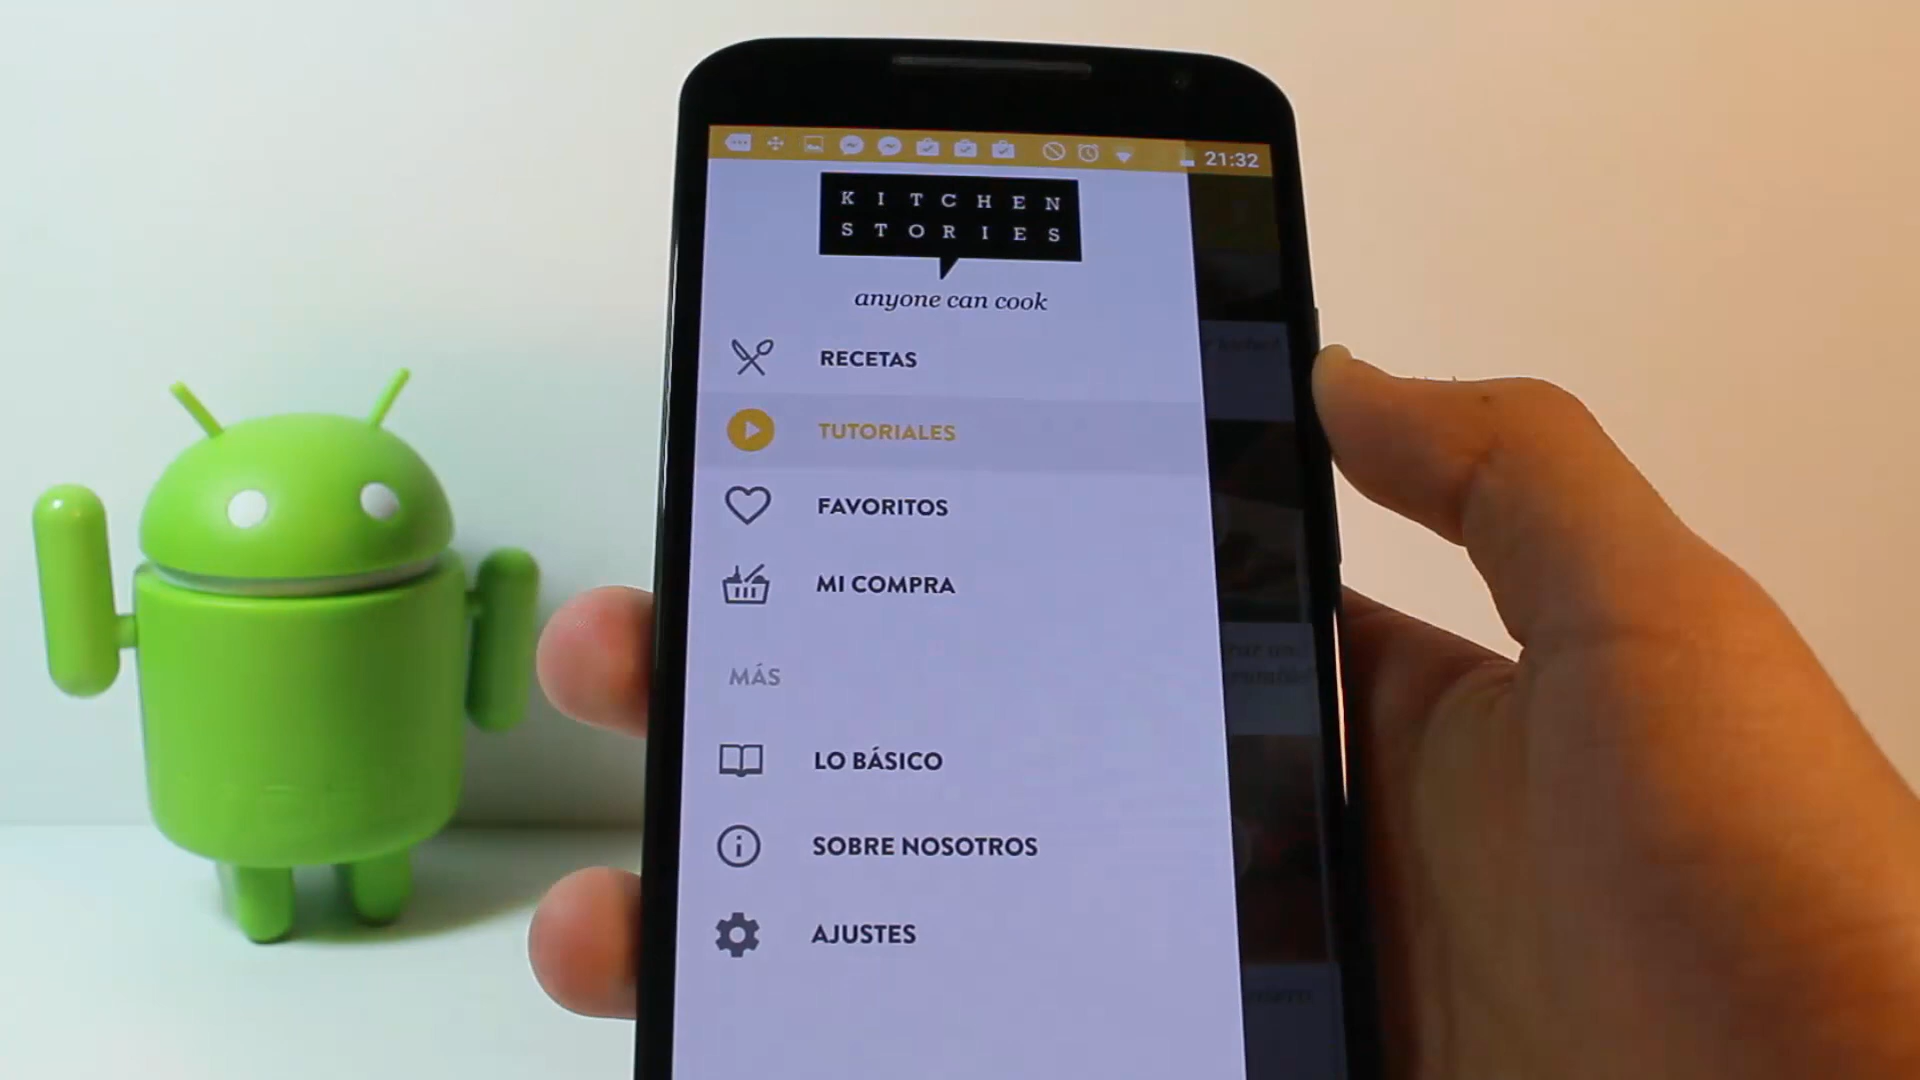 21:32
KITCHEN
STORIES
anyone can cook
RECETAS
TUTORIALES
FAVORITOS
MI COMPRA
MÁS
LO BÁSICO
SOBRE NOSOTROS
AJUSTES